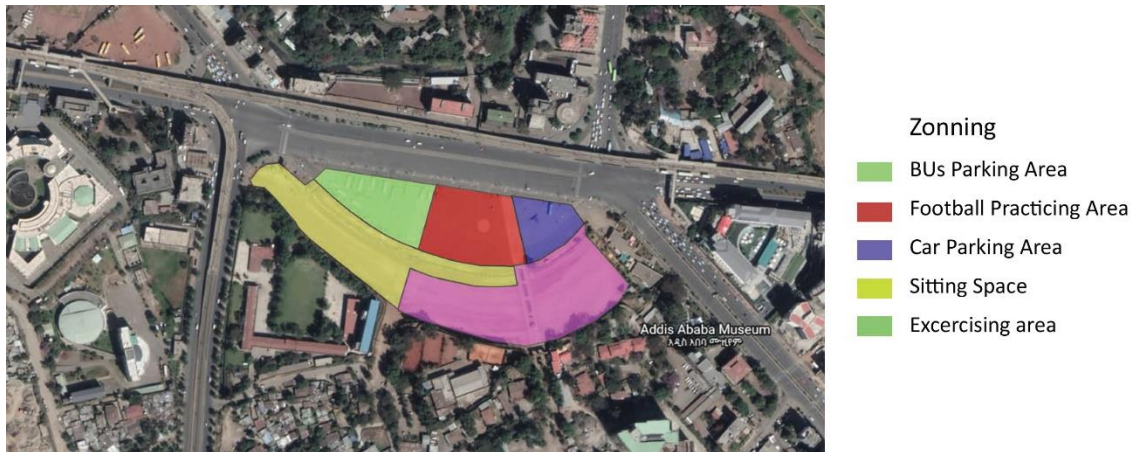 Addis Ababa Museum
አዲስ አበባ ሙዚየም
Zonning
BUs Parking Area
Football Practicing Area
Car Parking Area
Sitting Space
Excercising area